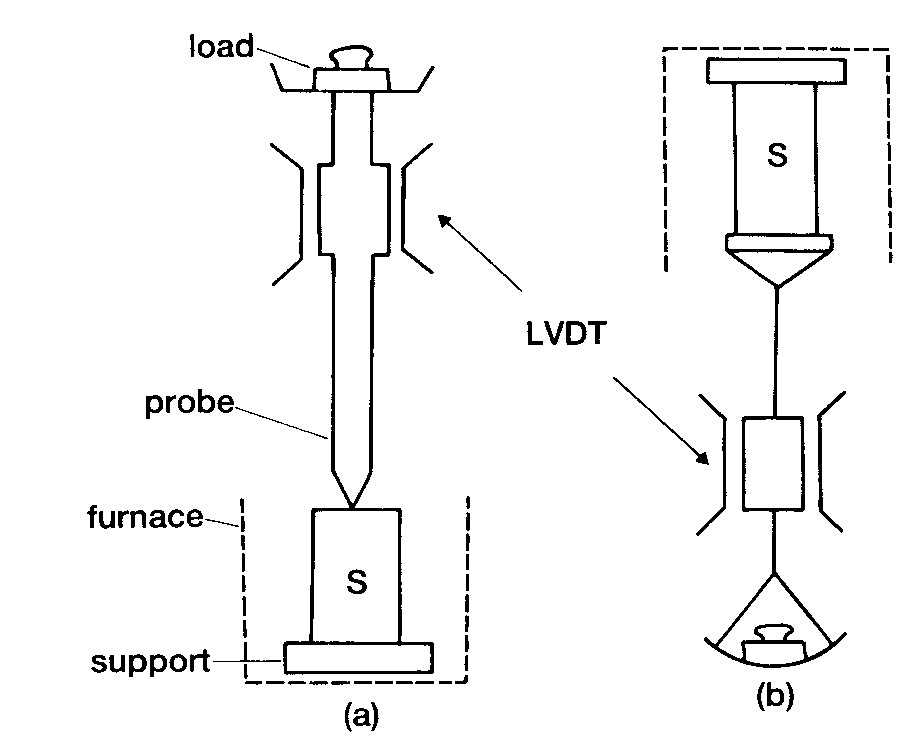 load
S
LVDT
probe
furnace
S
support
(a)
(b)